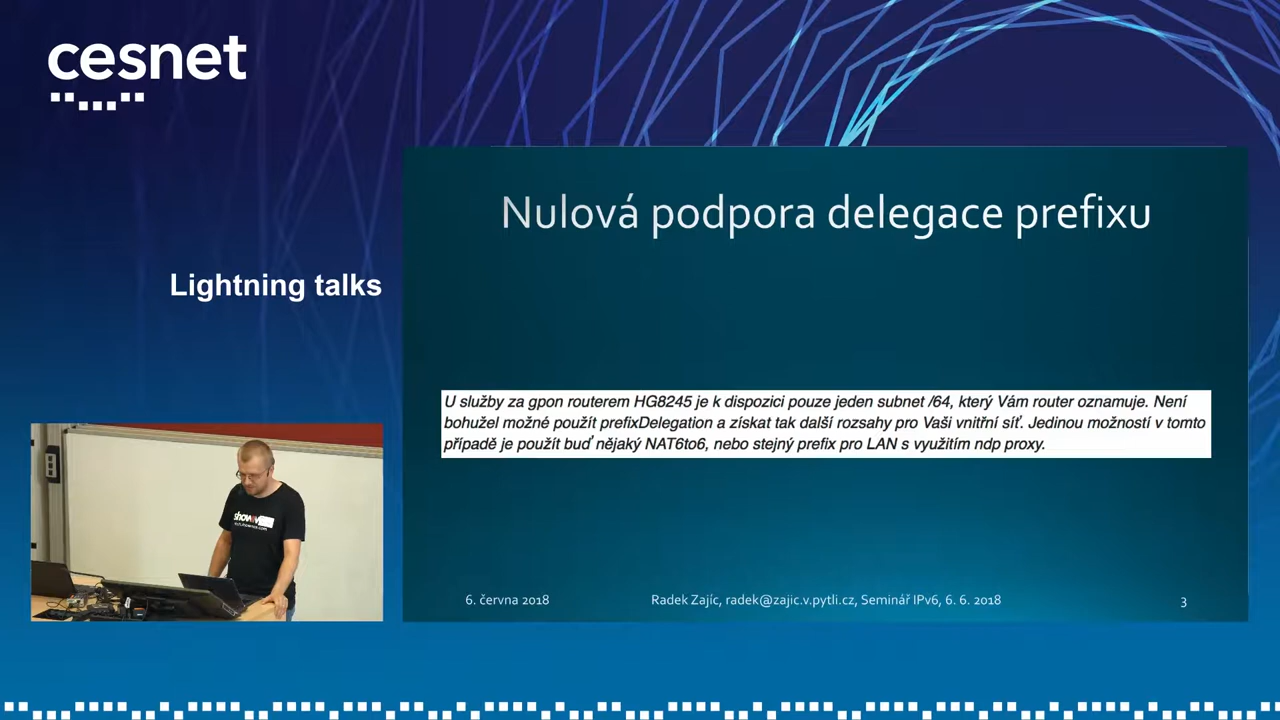 cesnet
Lightning talks
Nulová podpora delegace prefixu
U služby za gpon routerem HG8245 je k dispozici pouze jeden subnet /64, který Vám router oznamuje. Není
bohužel možné použít prefixDelegation a získat tak další rozsahy pro Vaši vnitřní síť. Jedinou možností v tomto
případě je použít buď nějaký NAT6to6, nebo stejný prefix pro LAN s využitím ndp proxy.
6. června 2018
Radek Zajíc, radek@zajic.v.pytli.cz, Seminář IPv6, 6. 6. 2018
3